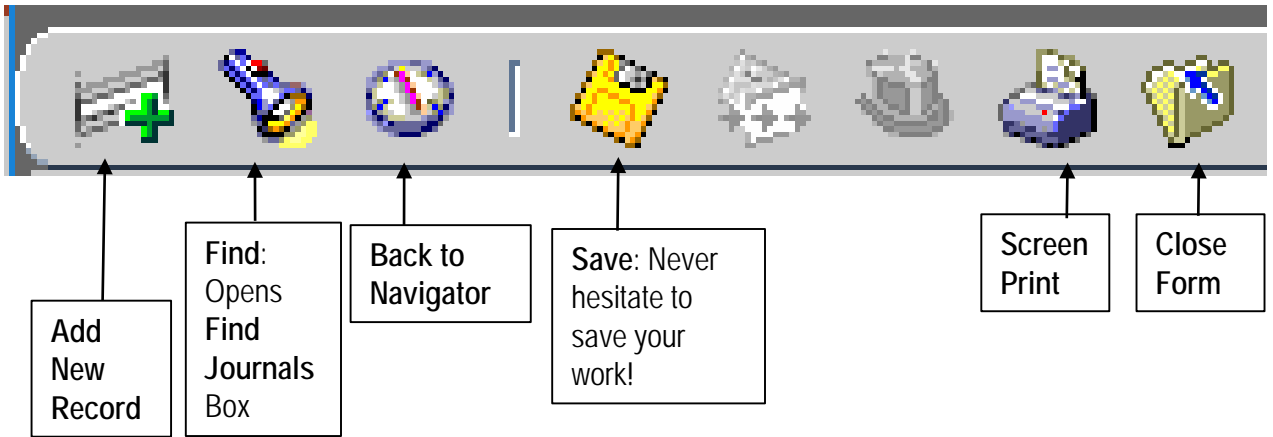 Add
New
Record
Find:
Opens
Find
Journals
Box
Back to
Navigator
Save: Never
hesitate to
save your
work!
Screen
Print
Close
Form